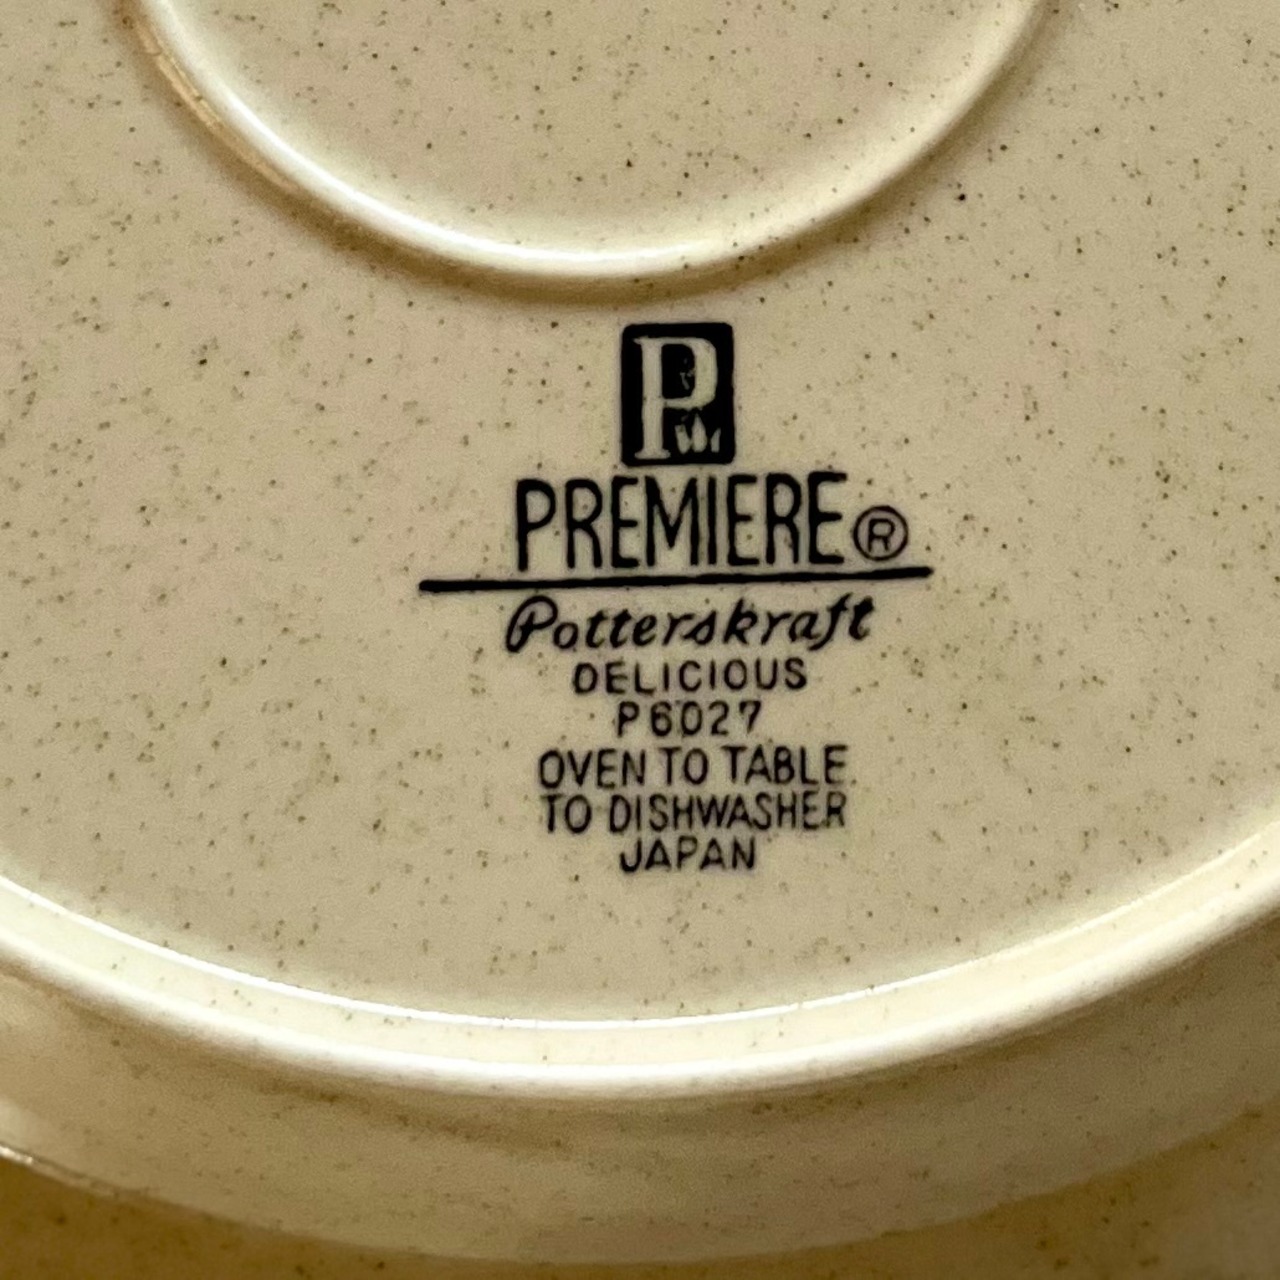 P
PREMIERE®
Potterskraft
DELICIOUS
P6027
OVEN TO TABLE
TO DISHWASHER
JAPAN